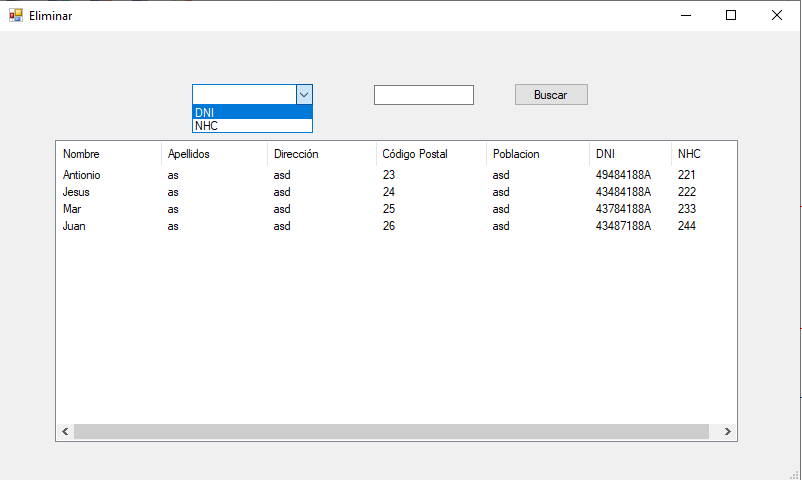 Eliminar
Buscar
DNI
NHC
Nombre Apellidos Dirección Código Postal Poblacion DNI NHC
Antionio as asd 23 asd 49484188A 221
Jesus as asd 24 asd 43484188A 222
Mar as asd 25 asd 43784188A 233
Juan as asd 26 asd 43487188A 244